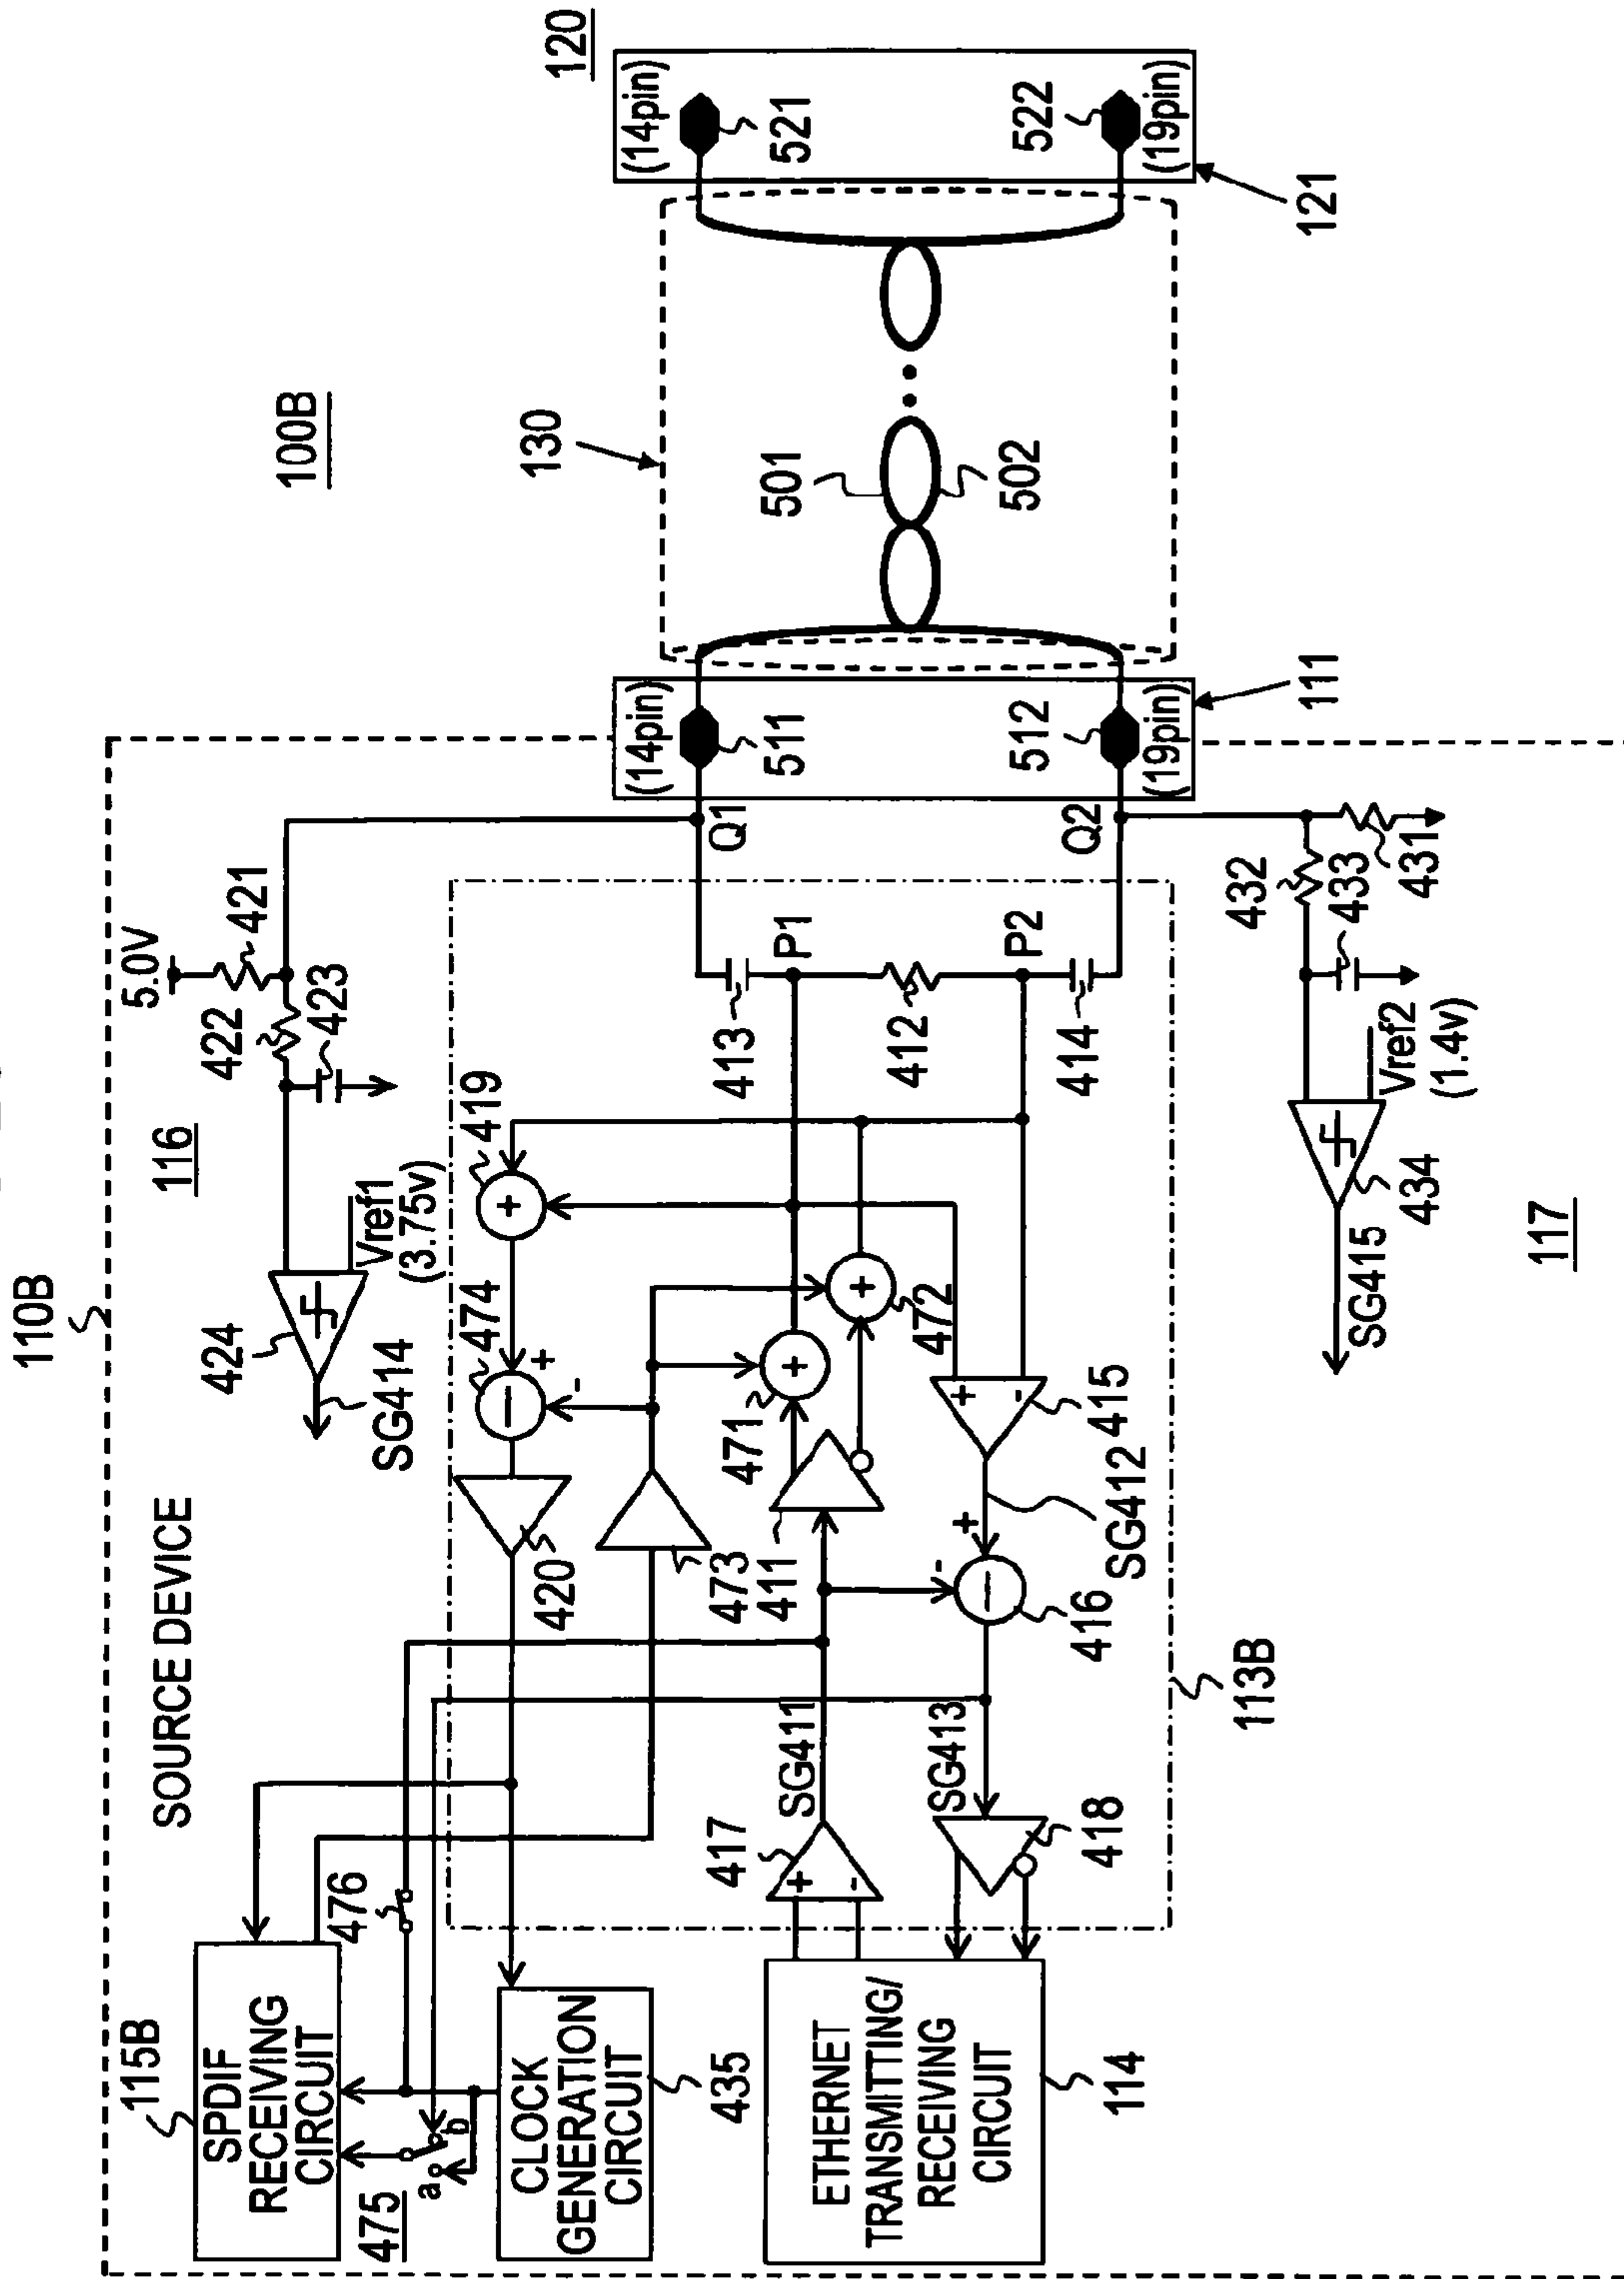 110B
SOURCE DEVICE
100B
120
115B
SPDIF
RECEIVING
CIRCUIT
475
a
b
476
CLOCK
GENERATION
CIRCUIT
435
ETHERNET
TRANSMITTING/
RECEIVING
CIRCUIT
114
116
424
SG414
Vref1
(3.75v)
5.0V
421
422
423
420
474
+
-
419
+
473
471
+
472
+
411
417
+
-
SG411
SG413
418
416
+
-
SG412
415
+
-
113B
413
P1
412
P2
414
Q1
Q2
(14pin)
511
512
(19pin)
111
130
501
502
(14pin)
521
522
(19pin)
121
432
433
431
Vref2
(1.4v)
434
SG415
117